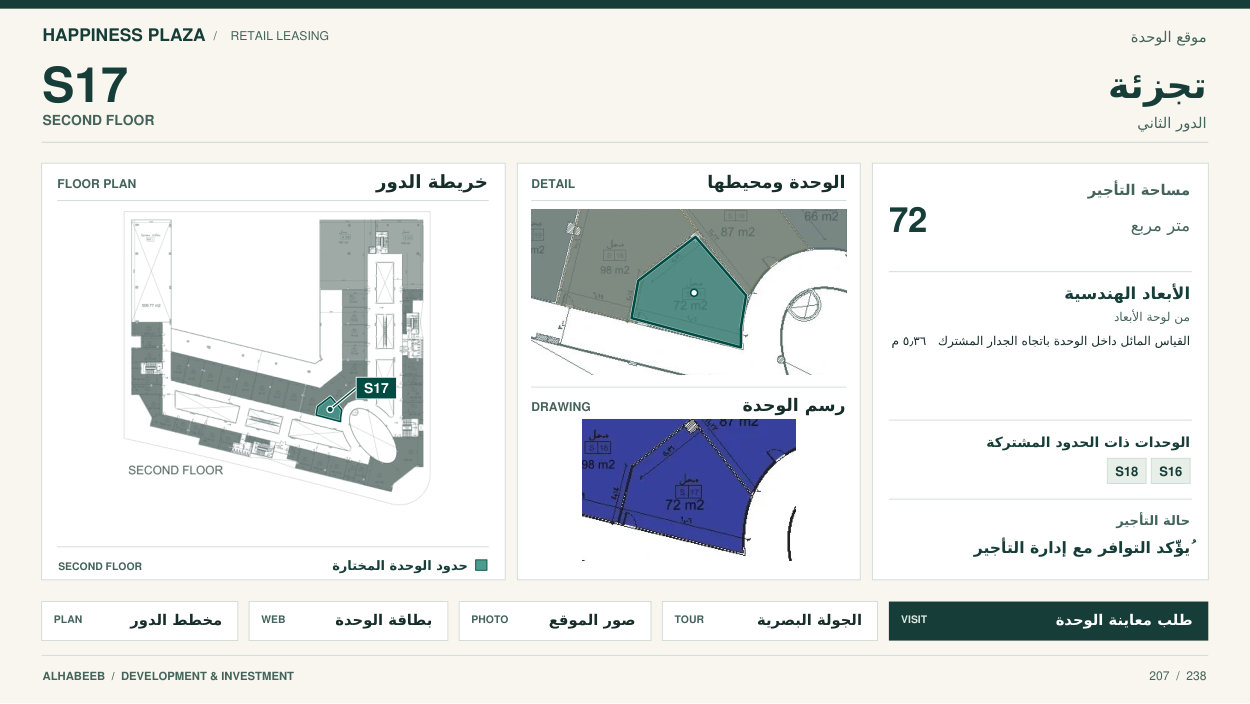 HAPPINESS PLAZA / RETAIL LEASING
موقع الوحدة
S17
تجزئة
SECOND FLOOR
الدور الثاني
FLOOR PLAN
خريطة الدور
S17
SECOND FLOOR
SECOND FLOOR
حدود الوحدة المختارة
DETAIL
الوحدة ومحيطها
87 m2
66 m2
98 m2
72 m2
DRAWING
رسم الوحدة
87 m2
محل
S 16
98 m2
محل
S 17
72 m2
مساحة التأجير
72
متر مربع
الأبعاد الهندسية
من لوحة الأبعاد
القياس المائل داخل الوحدة باتجاه الجدار المشترك ٥٫٣٦ م
الوحدات ذات الحدود المشتركة
S16 S18
حالة التأجير
يؤكّد التوافر مع إدارة التأجير
PLAN مخطط الدور
WEB بطاقة الوحدة
PHOTO صور الموقع
TOUR الجولة البصرية
VISIT طلب معاينة الوحدة
ALHABEEB / DEVELOPMENT & INVESTMENT
207 / 238